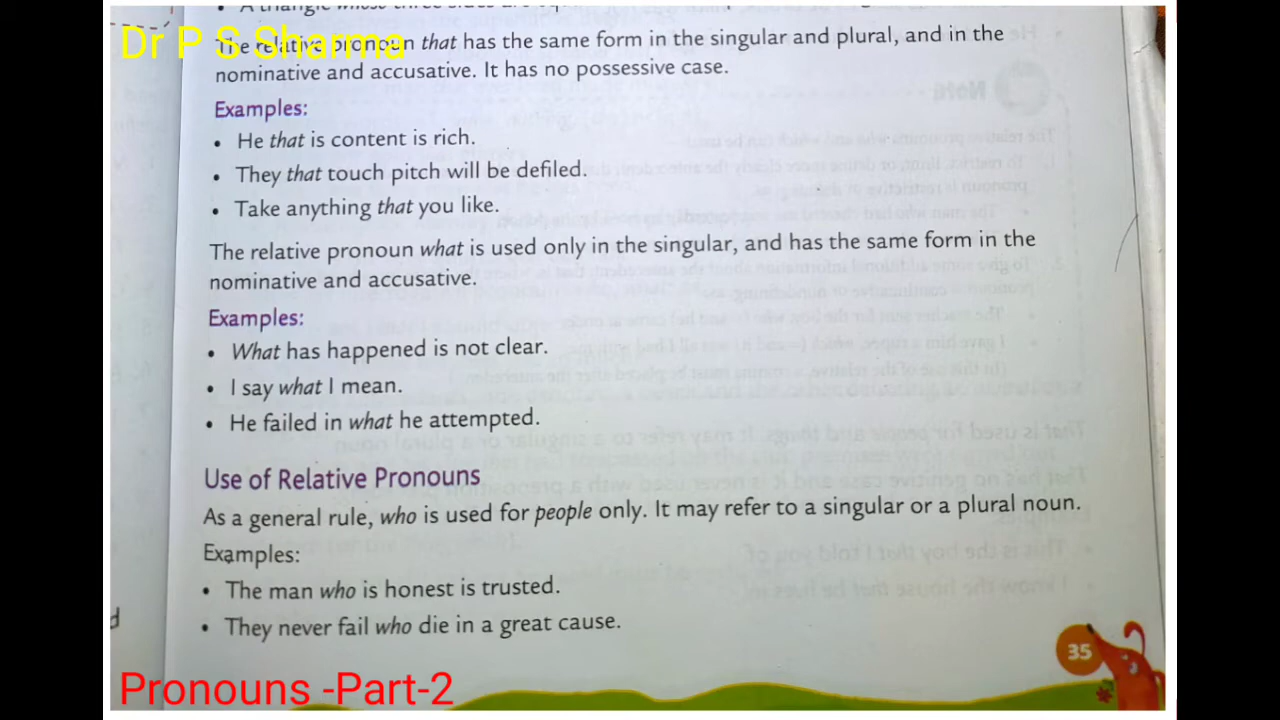 • A triangle whose three sides are
Dr P S Sharma
The relative pronoun that has the same form in the singular and plural, and in the
nominative and accusative. It has no possessive case.
Examples:
• He that is content is rich.
• They that touch pitch will be defiled.
• Take anything that you like.
The relative pronoun what is used only in the singular, and has the same form in the
nominative and accusative.
Examples:
• What has happened is not clear.
• I say what I mean.
• He failed in what he attempted.
Use of Relative Pronouns
As a general rule, who is used for people only. It may refer to a singular or a plural noun.
Examples:
• The man who is honest is trusted.
• They never fail who die in a great cause.
35
Pronouns -Part-2